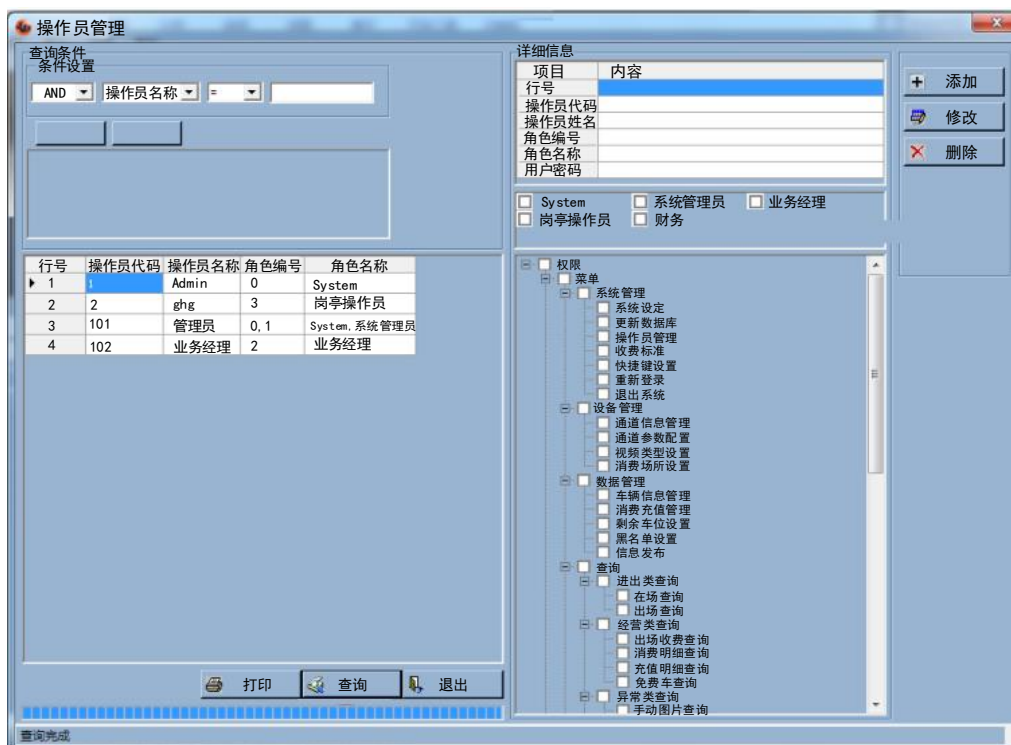 操作员管理
查询条件
条件设置
AND 操作员名称 =
行号 操作员代码 操作员名称 角色编号 角色名称
1 1 Admin 0 System
2 2 ghg 3 岗亭操作员
3 101 管理员 0,1 System,系统管理员
4 102 业务经理 2 业务经理
打印 查询 退出
查询完成
详细信息
项目 内容
行号
操作员代码
操作员姓名
角色编号
角色名称
用户密码
System 系统管理员 业务经理
岗亭操作员 财务
权限
菜单
系统管理
系统设定
更新数据库
操作员管理
收费标准
快捷键设置
重新登录
退出系统
设备管理
通道信息管理
通道参数配置
视频类型设置
消费场所设置
数据管理
车辆信息管理
消费充值管理
剩余车位设置
黑名单设置
信息发布
查询
进出类查询
在场查询
出场查询
经营类查询
出场收费查询
消费明细查询
充值明细查询
免费车查询
异常类查询
手动图片查询
添加
修改
删除